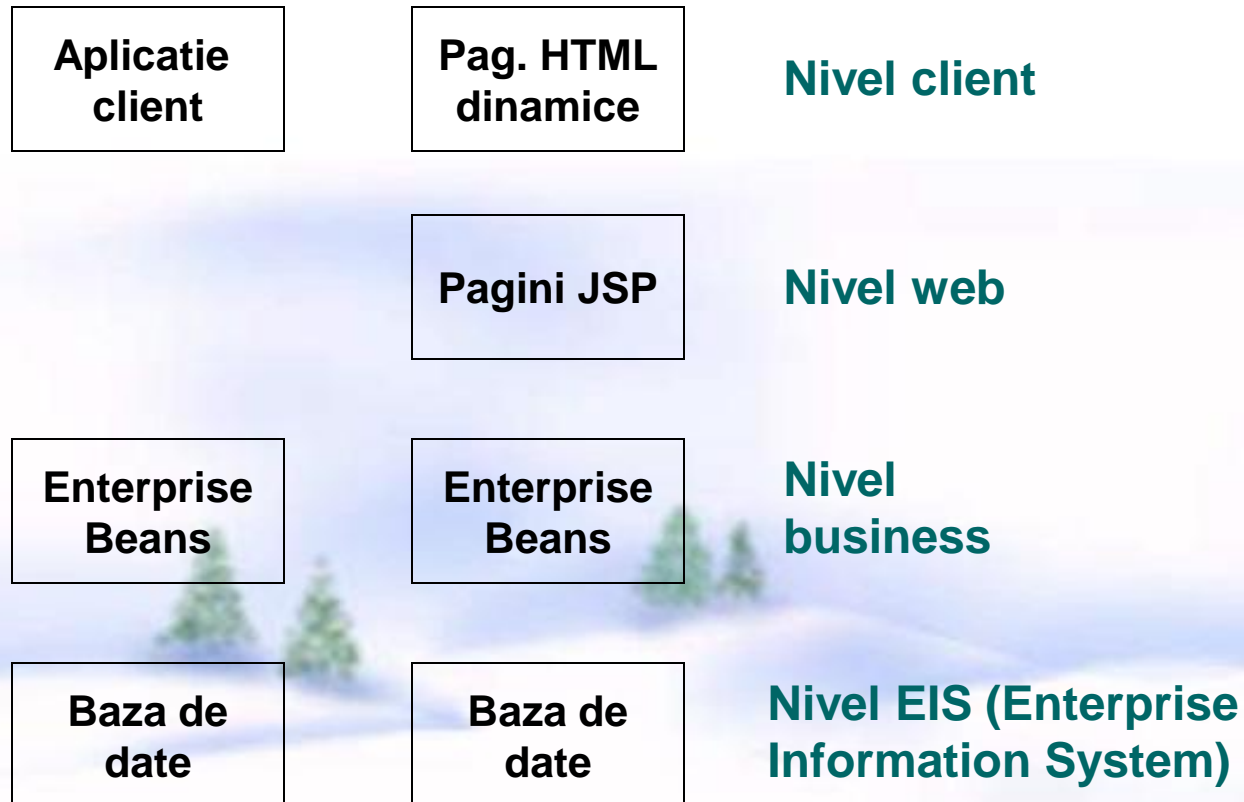 Aplicatie
client
Pag. HTML
dinamice
Nivel client
Pagini JSP
Nivel web
Enterprise
Beans
Enterprise
Beans
Nivel
business
Baza de
date
Baza de
date
Nivel EIS (Enterprise
Information System)